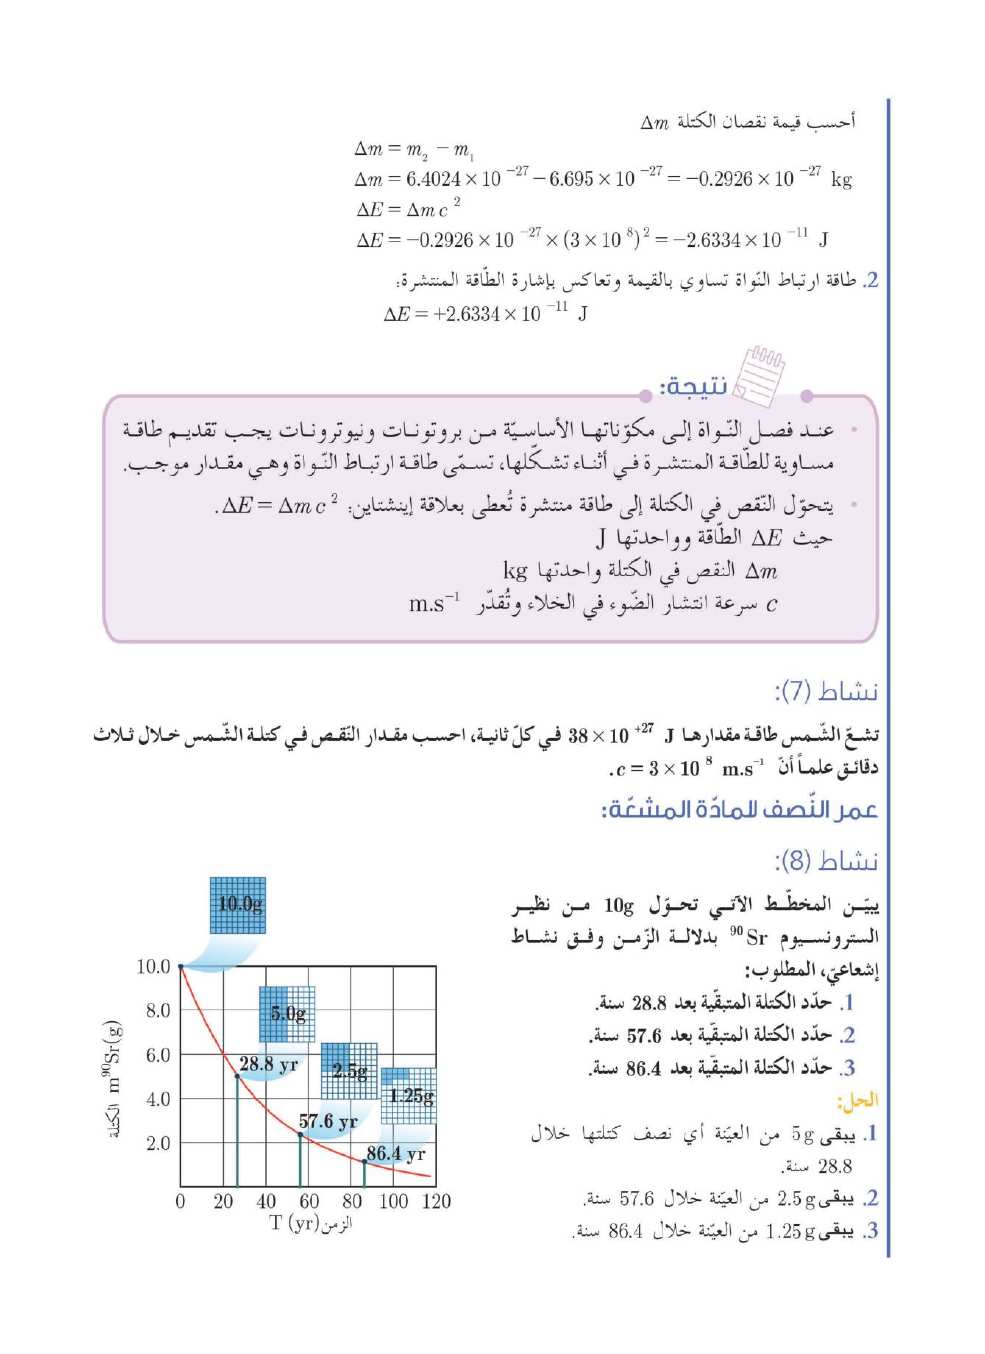 أحسب قيمة نقصان الكتلة Δm
Δm = m₂ − m₁
Δm = 6.4024 × 10⁻²⁷ − 6.695 × 10⁻²⁷ = −0.2926 × 10⁻²⁷ kg
ΔE = Δm c²
ΔE = −0.2926 × 10⁻²⁷ × (3 × 10⁸)² = −2.6334 × 10⁻¹¹ J
2. طاقة ارتباط النّواة تساوي بالقيمة وتعاكس بإشارة الطّاقة المنتشرة:
ΔE = +2.6334 × 10⁻¹¹ J
نتيجة:
• عند فصل النّواة إلى مكوّناتها الأساسيّة من بروتونات ونيوترونات يجب تقديم طاقة
مساوية للطّاقة المنتشرة في أثناء تشكّلها، تسمّى طاقة ارتباط النّواة وهي مقدار موجب.
• يتحوّل النّقص في الكتلة إلى طاقة منتشرة تُعطى بعلاقة إينشتاين: ΔE = Δm c².
حيث ΔE الطّاقة وواحدتها J
Δm النقص في الكتلة واحدتها kg
c سرعة انتشار الضّوء في الخلاء وتُقدّر m.s⁻¹
نشاط (7):
تشعّ الشّمس طاقة مقدارها 38 × 10⁺²⁷ J في كلّ ثانية، احسب مقدار النّقص في كتلة الشّمس خلال ثلاث
دقائق علماً أنّ c = 3 × 10⁸ m.s⁻¹.
عمر النّصف للمادّة المشعّة:
نشاط (8):
يبيّن المخطّط الآتي تحوّل 10g من نظير
السترونسيوم ⁹⁰Sr بدلالة الزّمن وفق نشاط
إشعاعيّ، المطلوب:
1. حدّد الكتلة المتبقّية بعد 28.8 سنة.
2. حدّد الكتلة المتبقّية بعد 57.6 سنة.
3. حدّد الكتلة المتبقّية بعد 86.4 سنة.
الحل:
1. يبقى 5g من العيّنة أي نصف كتلتها خلال
28.8 سنة.
2. يبقى 2.5g من العيّنة خلال 57.6 سنة.
3. يبقى 1.25g من العيّنة خلال 86.4 سنة.
10.0g
5.0g
2.5g
1.25g
28.8 yr
57.6 yr
86.4 yr
10.0
8.0
6.0
4.0
2.0
الكتلة m⁹⁰Sr(g)
0 20 40 60 80 100 120
الزمن T (yr)